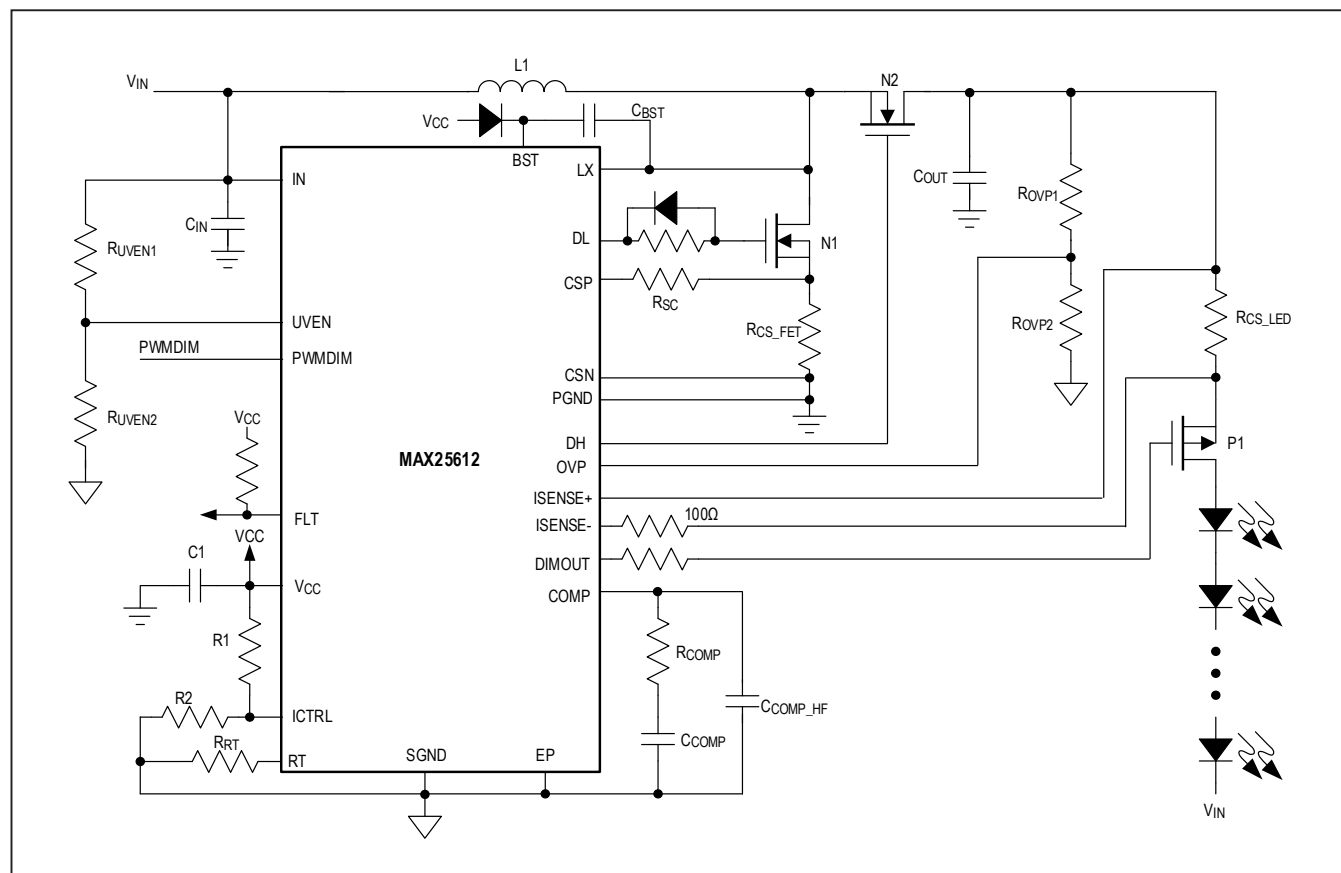 L1
VIN
N2
VCC
CBST
BST
IN
LX
CIN
COUT
ROVP1
RUVEN1
DL
N1
CSP
RSC
UVEN
RCS_FET
ROVP2
RCS_LED
PWMDIM
PWMDIM
CSN
PGND
RUVEN2
VCC
DH
P1
MAX25612
OVP
ISENSE+
FLT
ISENSE-
100Ω
VCC
DIMOUT
C1
VCC
COMP
R1
RCOMP
R2
ICTRL
CCOMP_HF
RRT
CCOMP
RT
SGND
EP
VIN